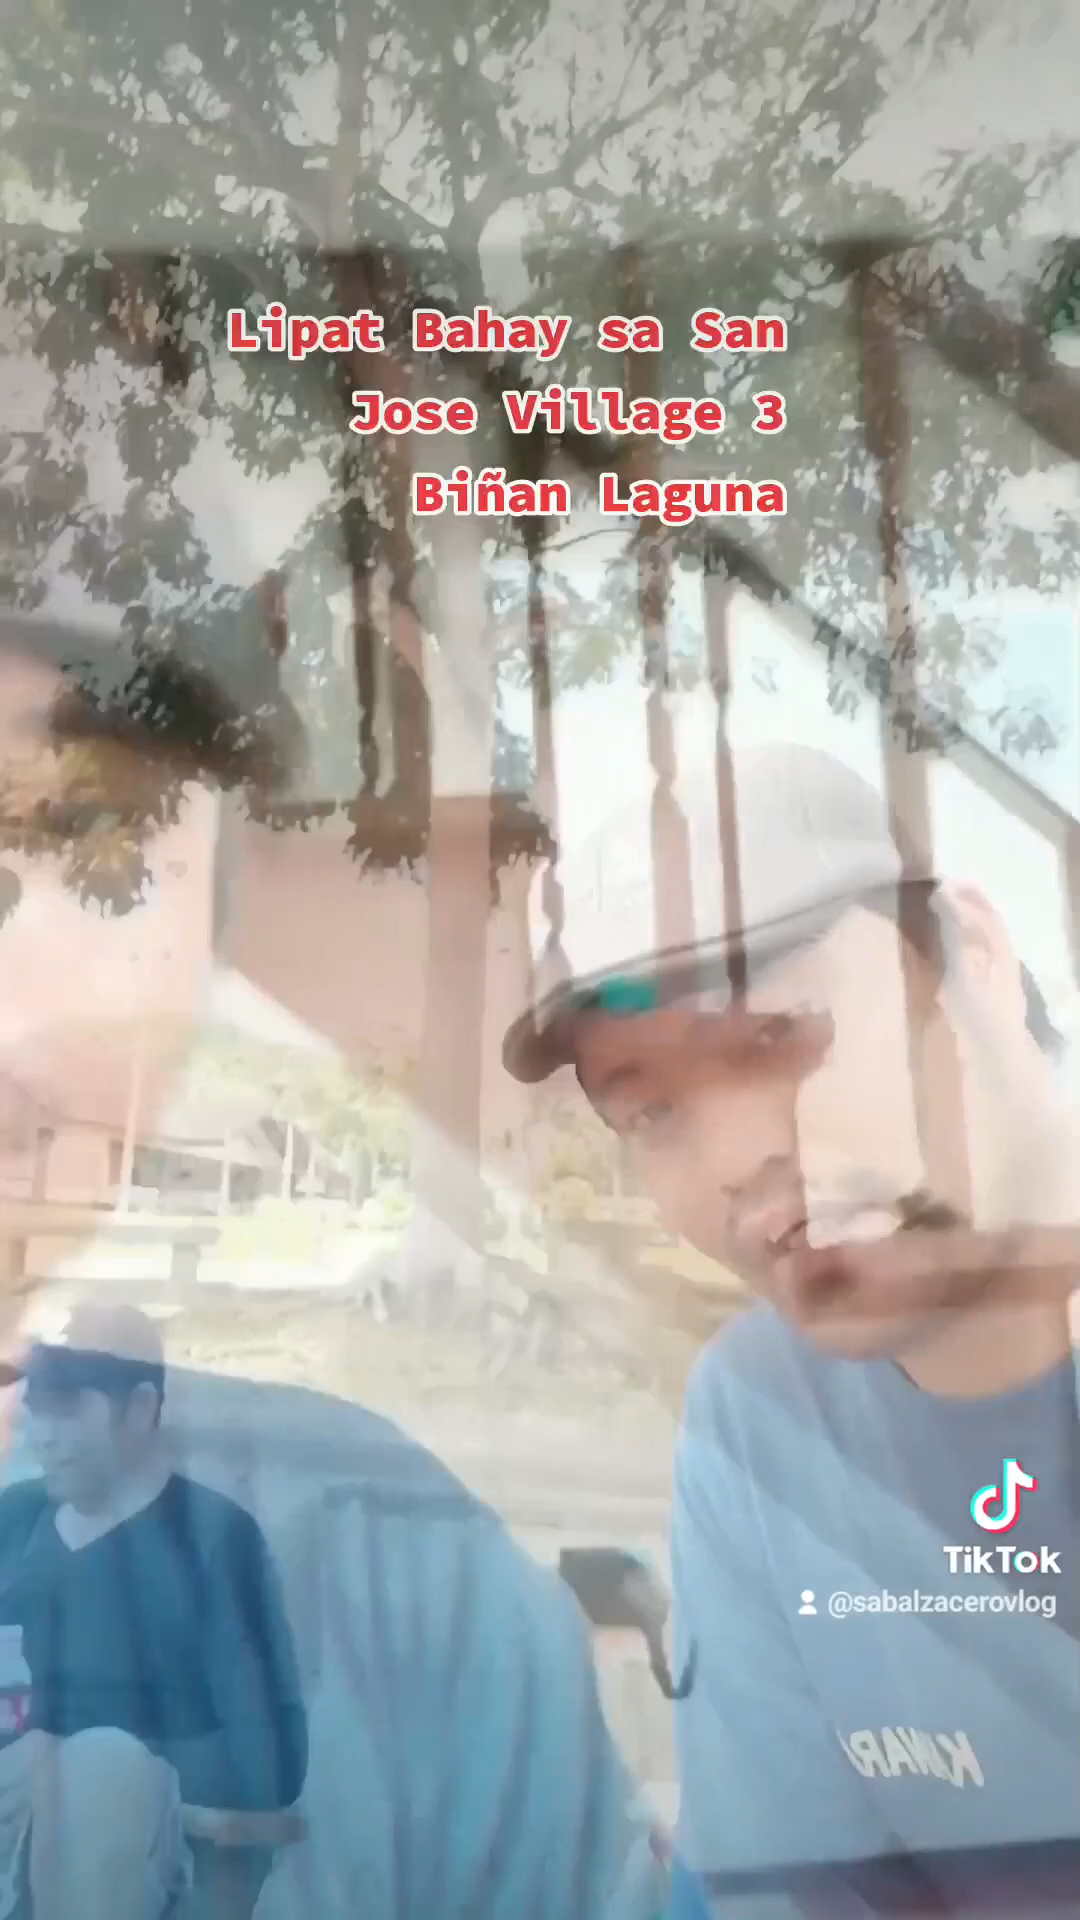 Lipat Bahay sa San
Jose Village 3
Biñan Laguna
TikTok
@sabalzacerovlog